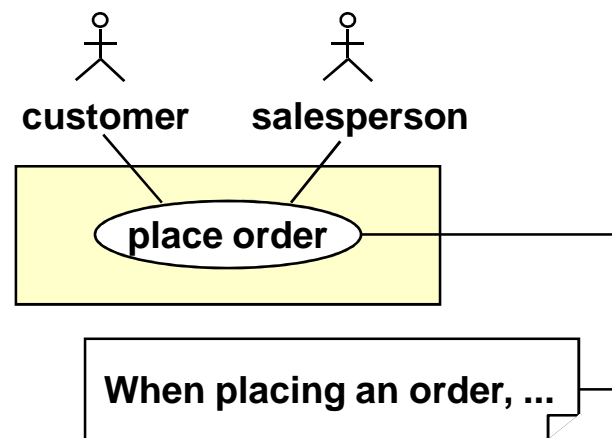 customer
salesperson
place order
When placing an order, ...